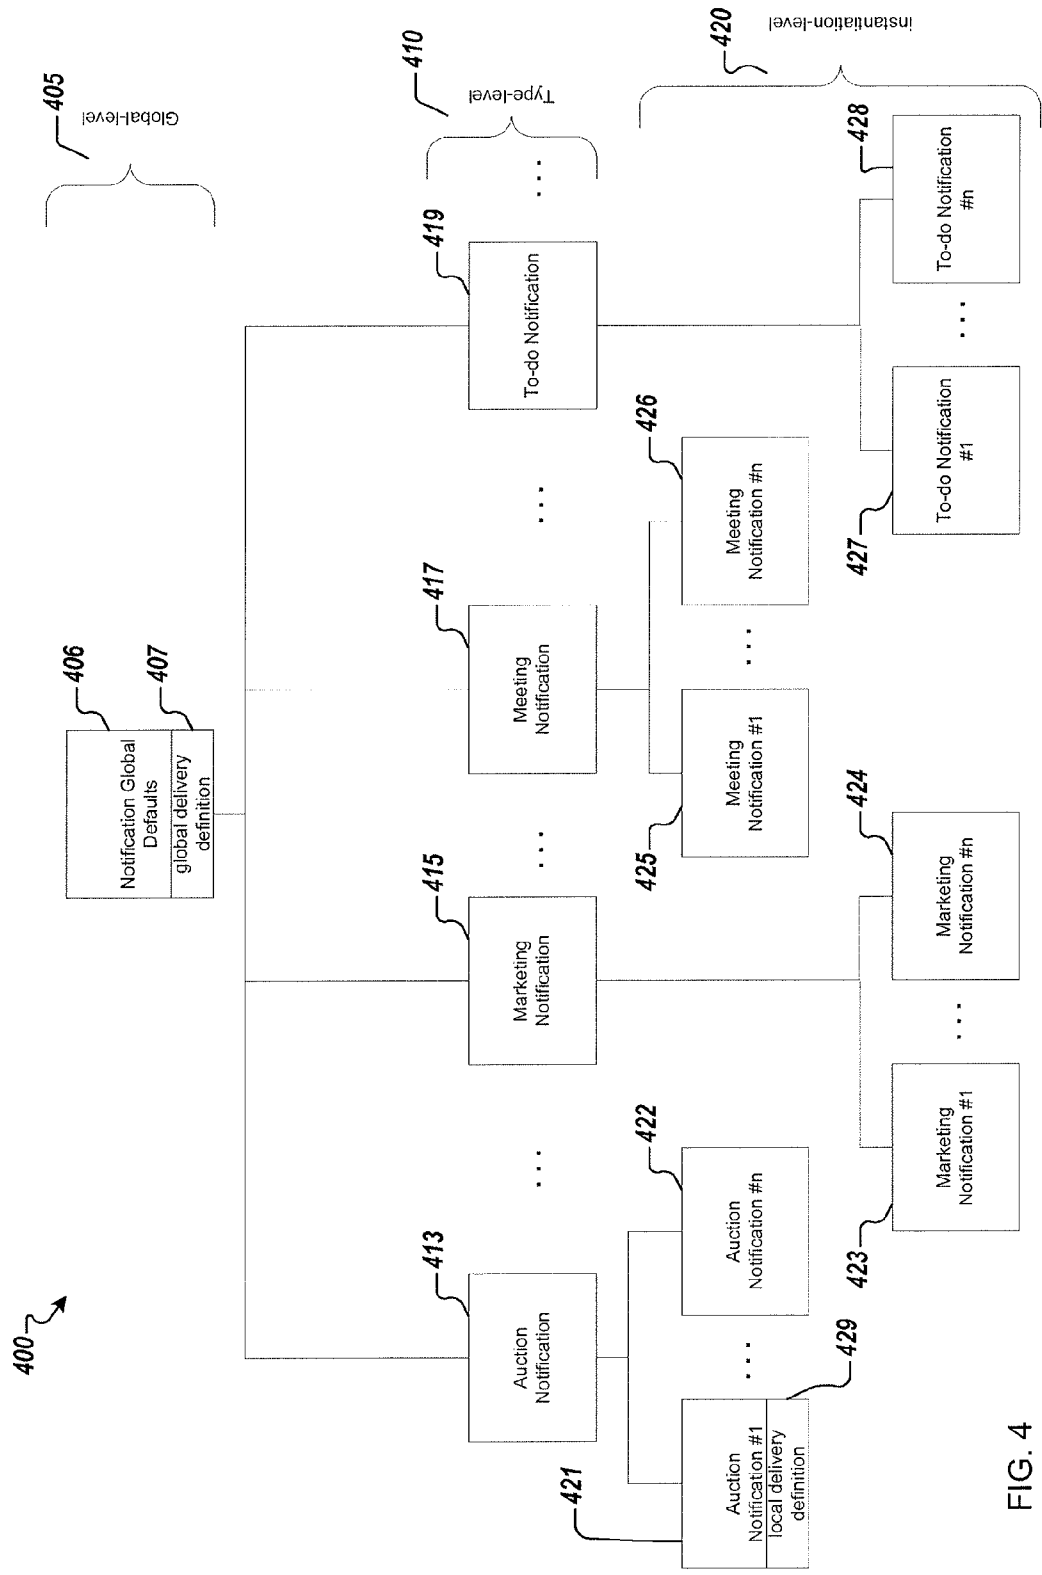 400
406
Notification Global
Defaults
407
global delivery
definition
405
Global-level
413
Auction
Notification
. . .
415
Marketing
Notification
. . .
417
Meeting
Notification
. . .
419
To-do Notification
. . .
410
Type-level
421
Auction
Notification #1
local delivery
definition
429
. . .
422
Auction
Notification #n
425
Meeting
Notification #1
. . .
426
Meeting
Notification #n
423
Marketing
Notification #1
. . .
424
Marketing
Notification #n
427
To-do Notification
#1
. . .
428
To-do Notification
#n
420
instantiation-level
FIG. 4